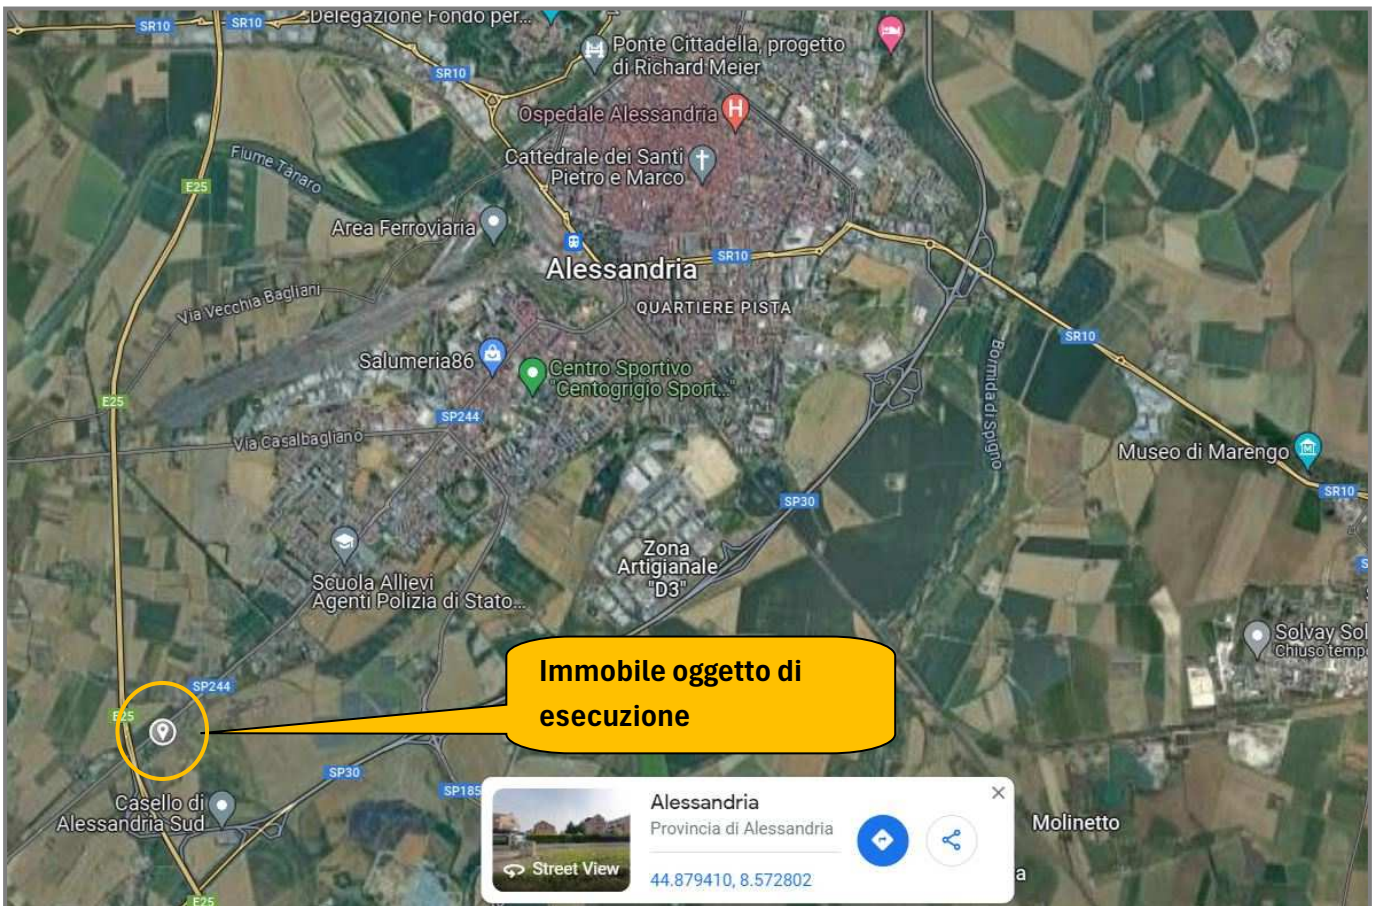 SR10
SR10
Delegazione Fondo per...
Ponte Cittadella, progetto
di Richard Meier
SR10
Ospedale Alessandria
H
Fiume Tànaro
Cattedrale dei Santi
Pietro e Marco
E25
Area Ferroviaria
SR10
Alessandria
Via Vecchia Bagliani
QUARTIERE PISTA
SR10
Bormida di Spigno
Salumeria86
Centro Sportivo
"Centogrigio Sport..."
E25
SP244
Via Casalbagliano
Museo di Marengo
M
SR10
SP30
Zona
Artigianale
"D3"
S
Scuola Allievi
Agenti Polizia di Stato...
Solvay Sol
Chiuso temp
Immobile oggetto di
esecuzione
SP244
E25
SP30
SP185
Casello di
Alessandria Sud
Alessandria
Provincia di Alessandria
Street View
44.879410, 8.572802
Molinetto
a
E25